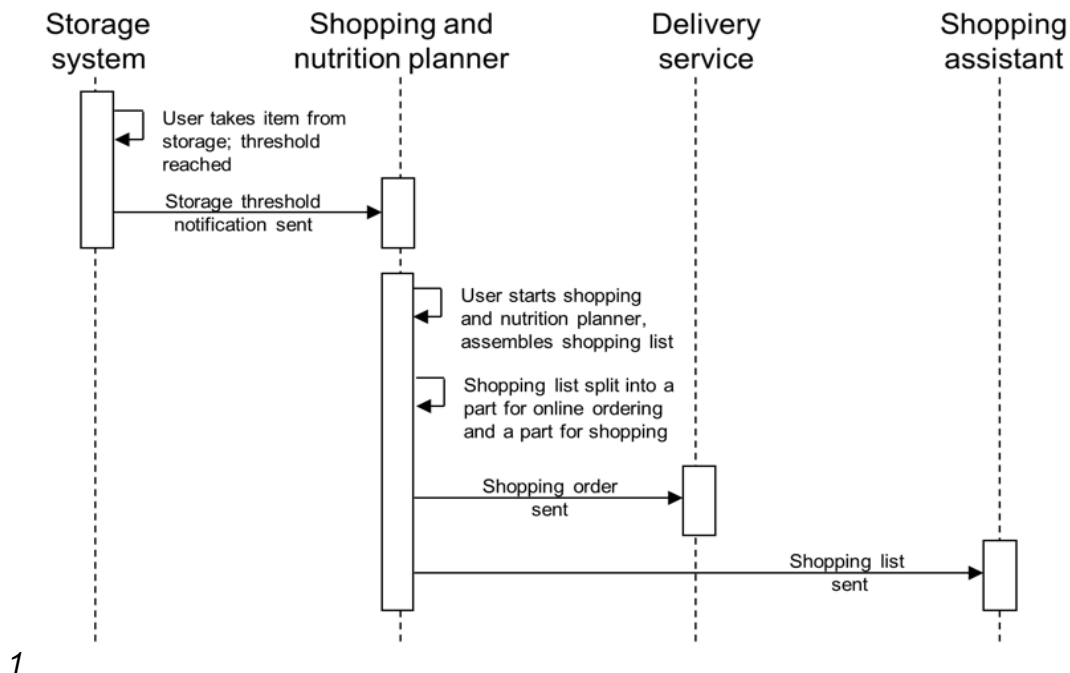 Storage
system
Shopping and
nutrition planner
Delivery
service
Shopping
assistant
User takes item from
storage; threshold
reached
Storage threshold
notification sent
User starts shopping
and nutrition planner,
assembles shopping list
Shopping list split into a
part for online ordering
and a part for shopping
Shopping order
sent
Shopping list
sent
1